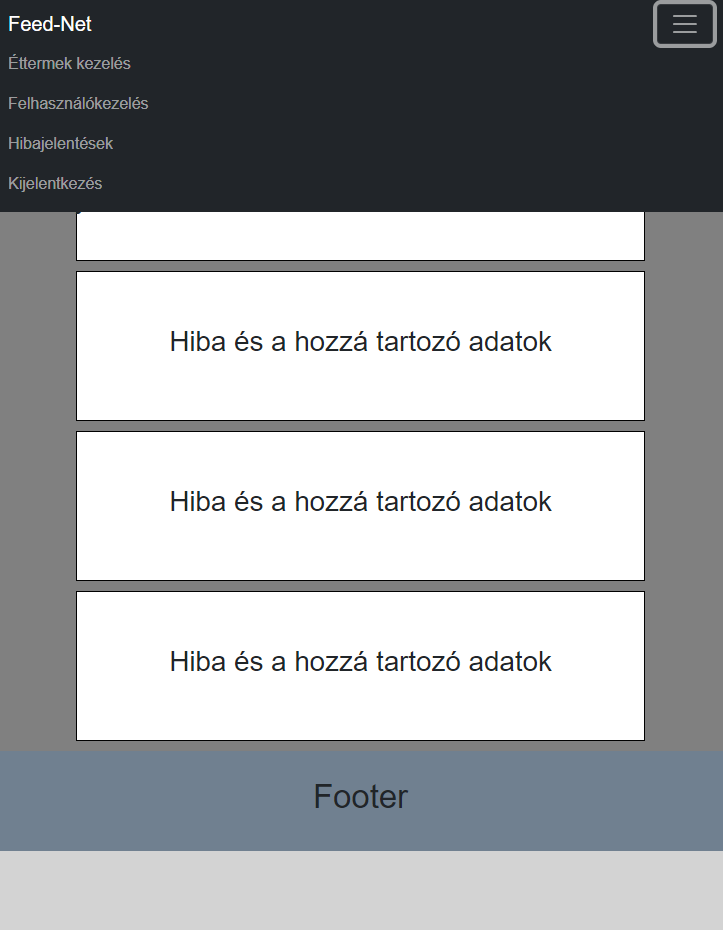 Feed-Net
Éttermek kezelés
Felhasználókezelés
Hibajelentések
Kijelentkezés
Hiba és a hozzá tartozó adatok
Hiba és a hozzá tartozó adatok
Hiba és a hozzá tartozó adatok
Footer